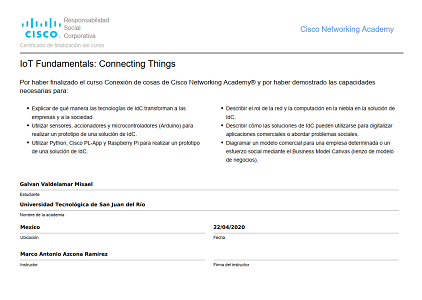 CISCO
Responsabilidad
Social
Corporativa
Cisco Networking Academy
Certificado de finalización del curso
IoT Fundamentals: Connecting Things
Por haber finalizado el curso Conexión de cosas de Cisco Networking Academy® y por haber demostrado las capacidades
necesarias para:
• Explicar de qué manera las tecnologías de IdC transforman a las
empresas y a la sociedad.
• Utilizar sensores, accionadores y microcontroladores (Arduino) para
realizar un prototipo de una solución de IdC.
• Utilizar Python, Cisco PL-App y Raspberry PI para realizar un prototipo
de una solución de IdC.
• Describir el rol de la red y la computación en la niebla en la solución de
IdC.
• Describir cómo las soluciones de IdC pueden utilizarse para digitalizar
aplicaciones comerciales o abordar problemas sociales.
• Diagramar un modelo comercial para una empresa determinada o un
esfuerzo social mediante el Business Model Canvas (lienzo de modelo
de negocios).
Galvan Valdelamar Misael
Estudiante
Universidad Tecnológica de San Juan del Río
Nombre de la academia
Mexico
22/04/2020
Ubicación
Fecha
Marco Antonio Azcona Ramirez
Instructor
Firma del instructor